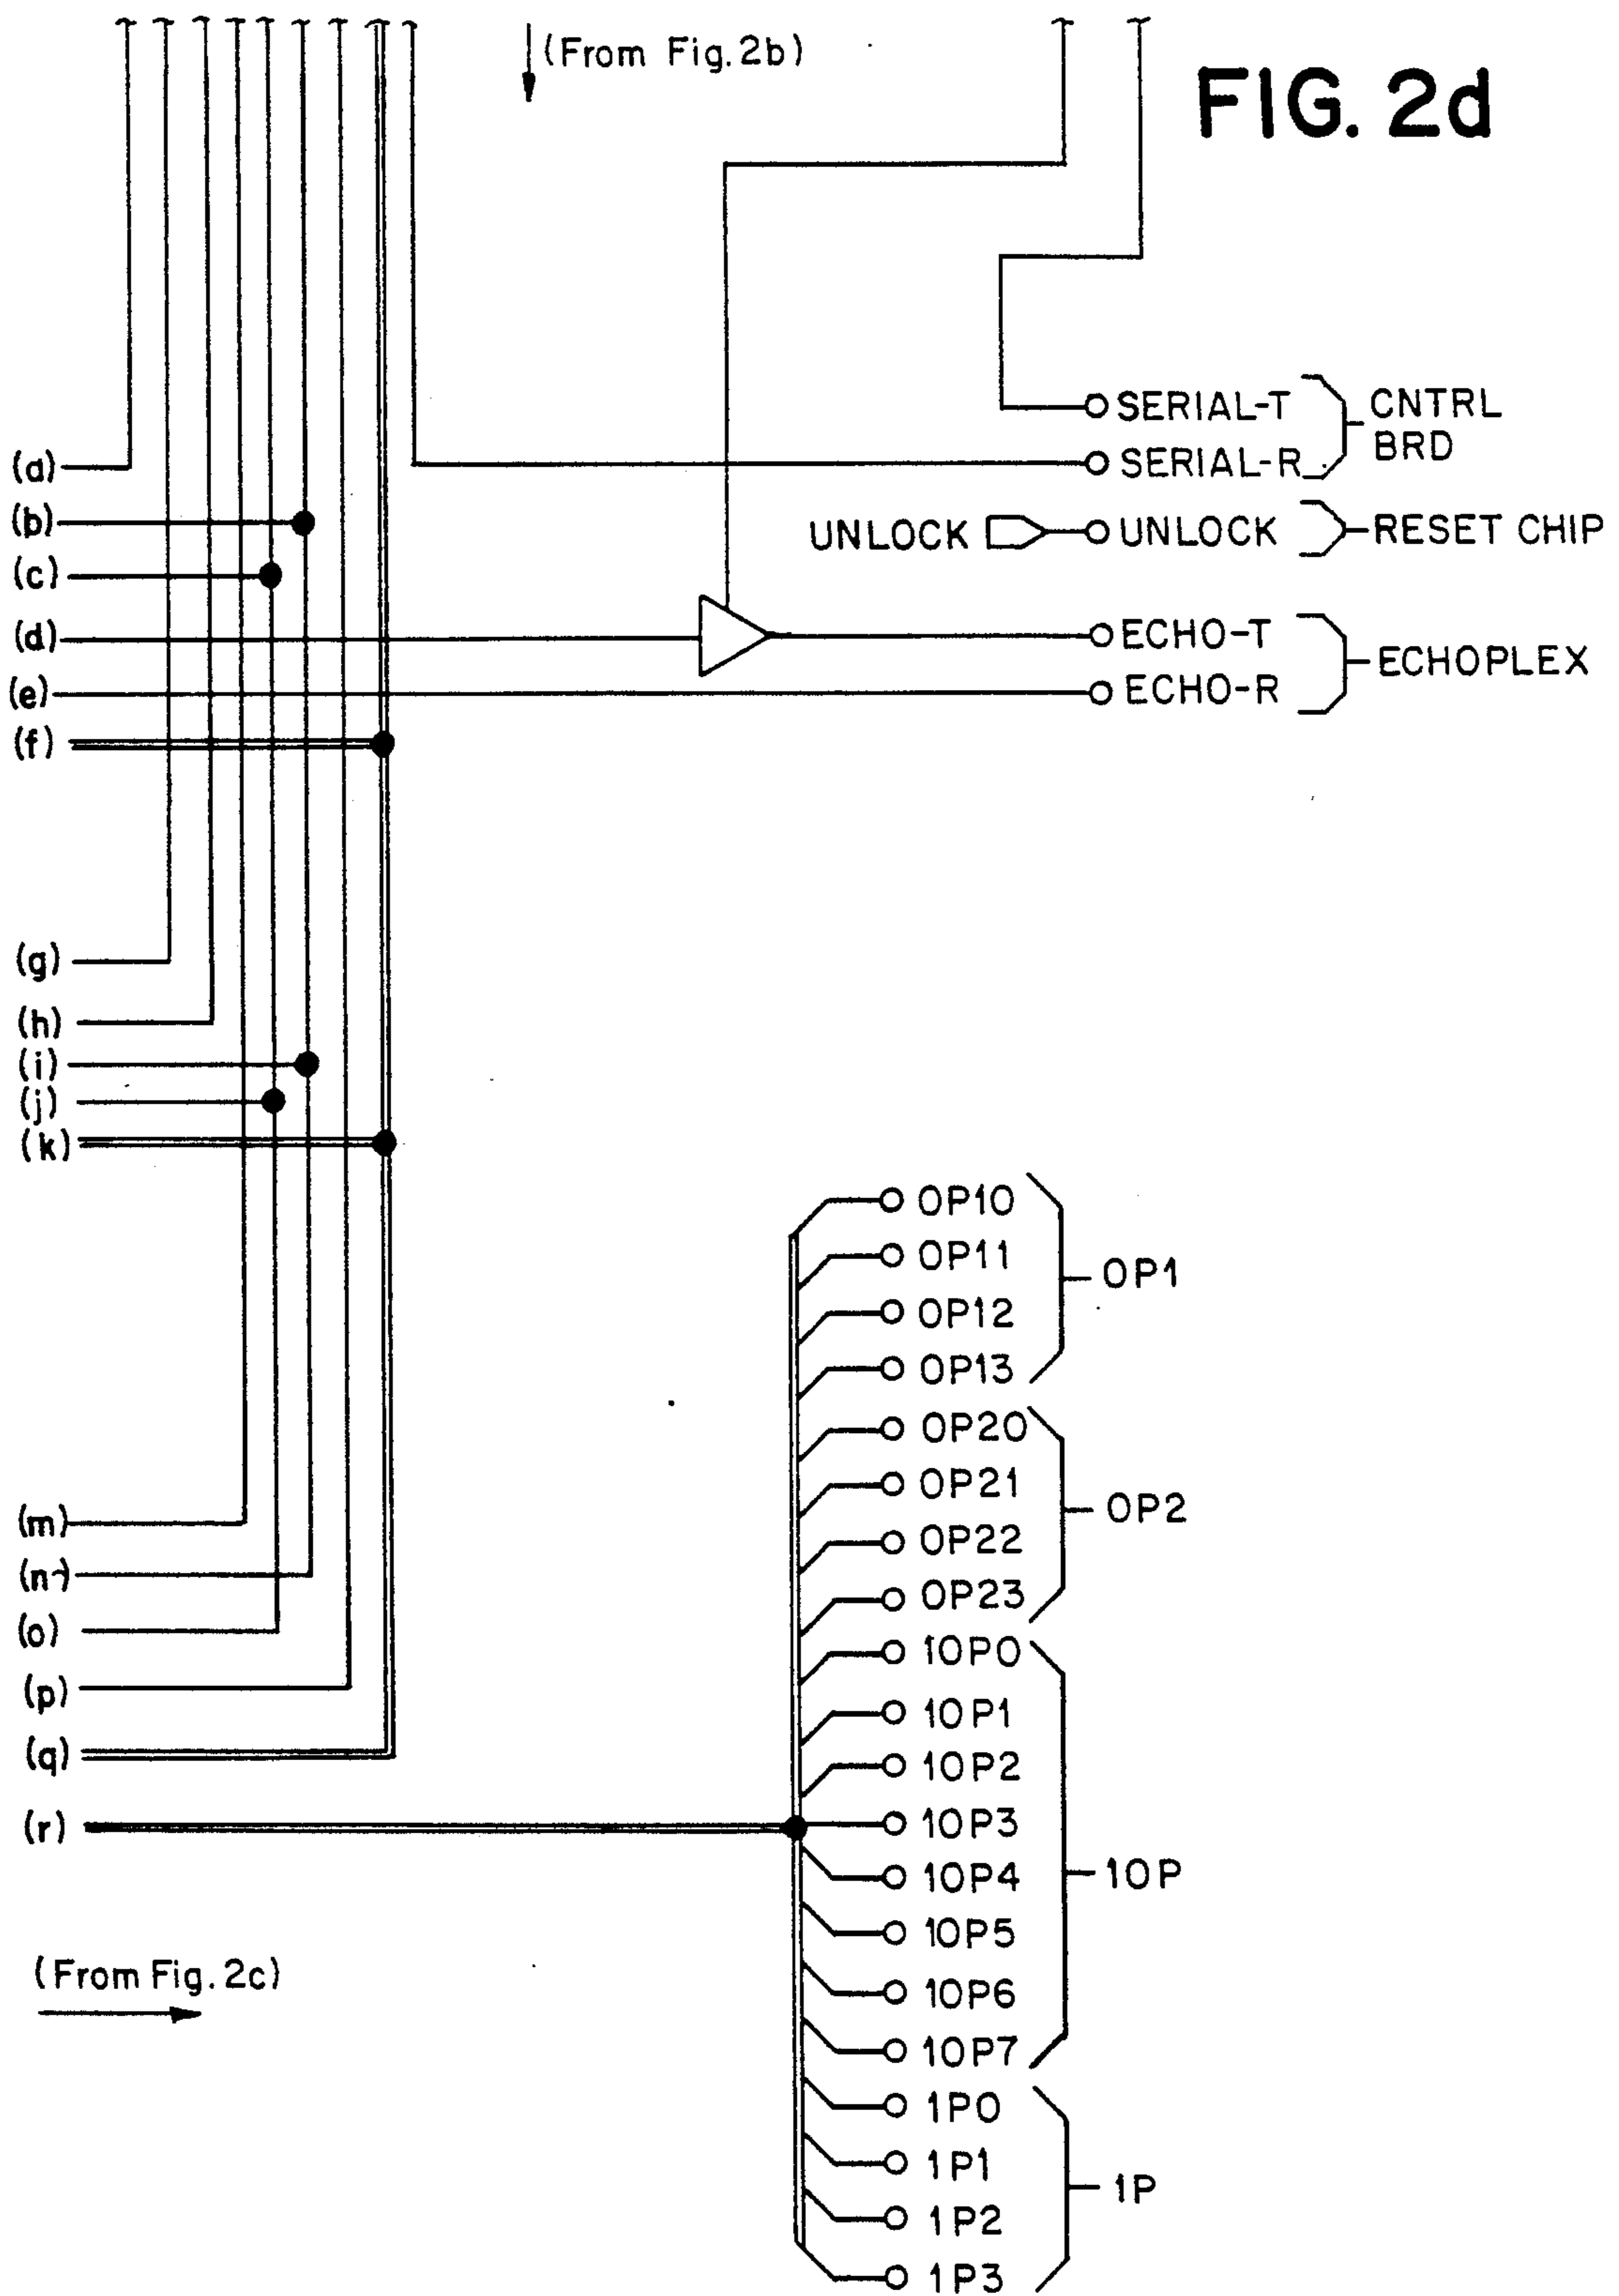 (From Fig. 2b)
FIG. 2d
SERIAL-T
CNTRL
BRD
(a)
SERIAL-R
(b)
UNLOCK
UNLOCK
RESET CHIP
(c)
(d)
ECHO-T
ECHOPLEX
(e)
ECHO-R
(f)
(g)
(h)
(i)
(j)
(k)
OP10
OP11
OP1
OP12
OP13
OP20
OP21
OP2
(m)
OP22
(n)
OP23
(o)
10P0
(p)
10P1
(q)
10P2
(r)
10P3
10P4
10P
10P5
(From Fig. 2c)
10P6
10P7
1P0
1P1
1P
1P2
1P3